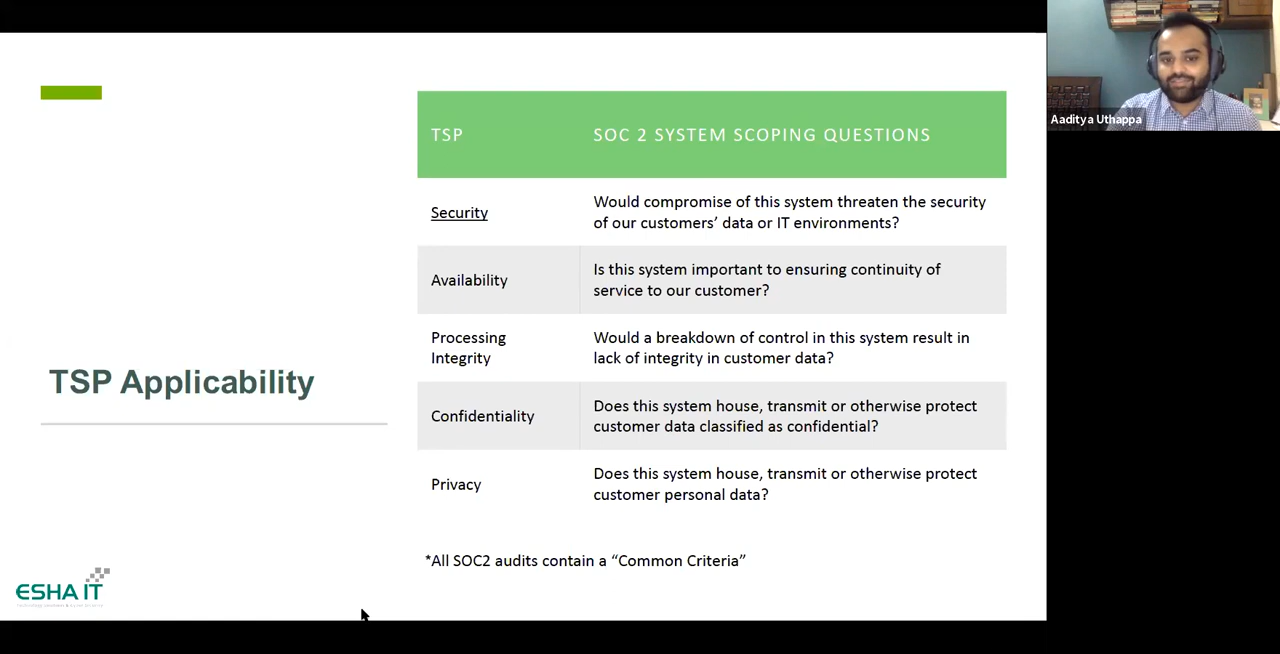 TSP
SOC 2 SYSTEM SCOPING QUESTIONS
Security
Would compromise of this system threaten the security
of our customers’ data or IT environments?
Availability
Is this system important to ensuring continuity of
service to our customer?
Processing
Integrity
Would a breakdown of control in this system result in
lack of integrity in customer data?
Confidentiality
Does this system house, transmit or otherwise protect
customer data classified as confidential?
Privacy
Does this system house, transmit or otherwise protect
customer personal data?
*All SOC2 audits contain a “Common Criteria”
TSP Applicability
ESHA IT
Aaditya Uthappa